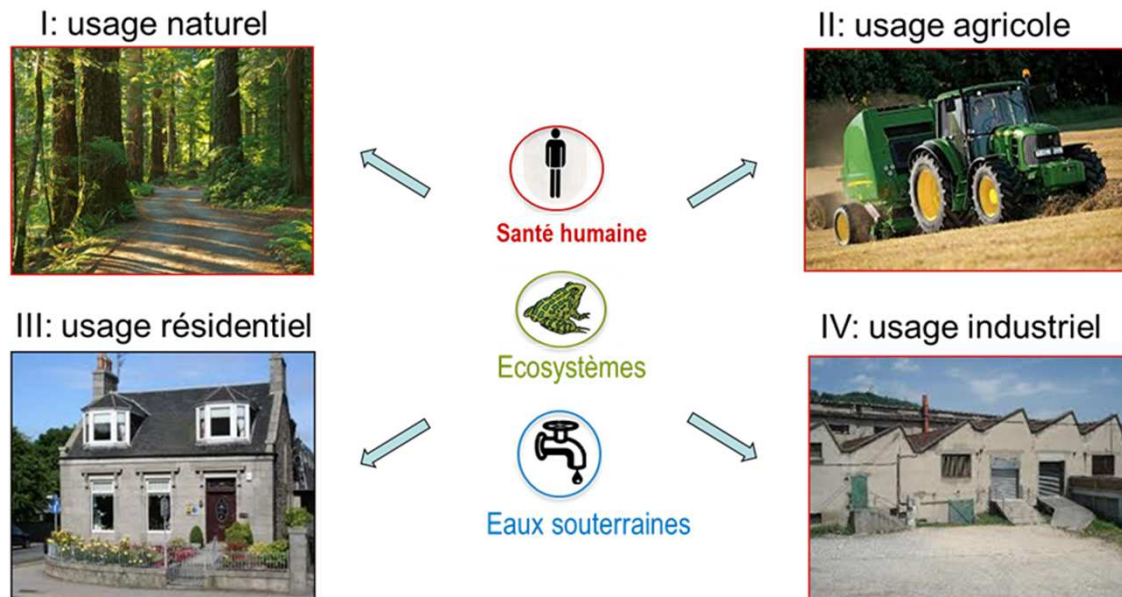 I: usage naturel
II: usage agricole
Santé humaine
III: usage résidentiel
IV: usage industriel
Ecosystèmes
Eaux souterraines